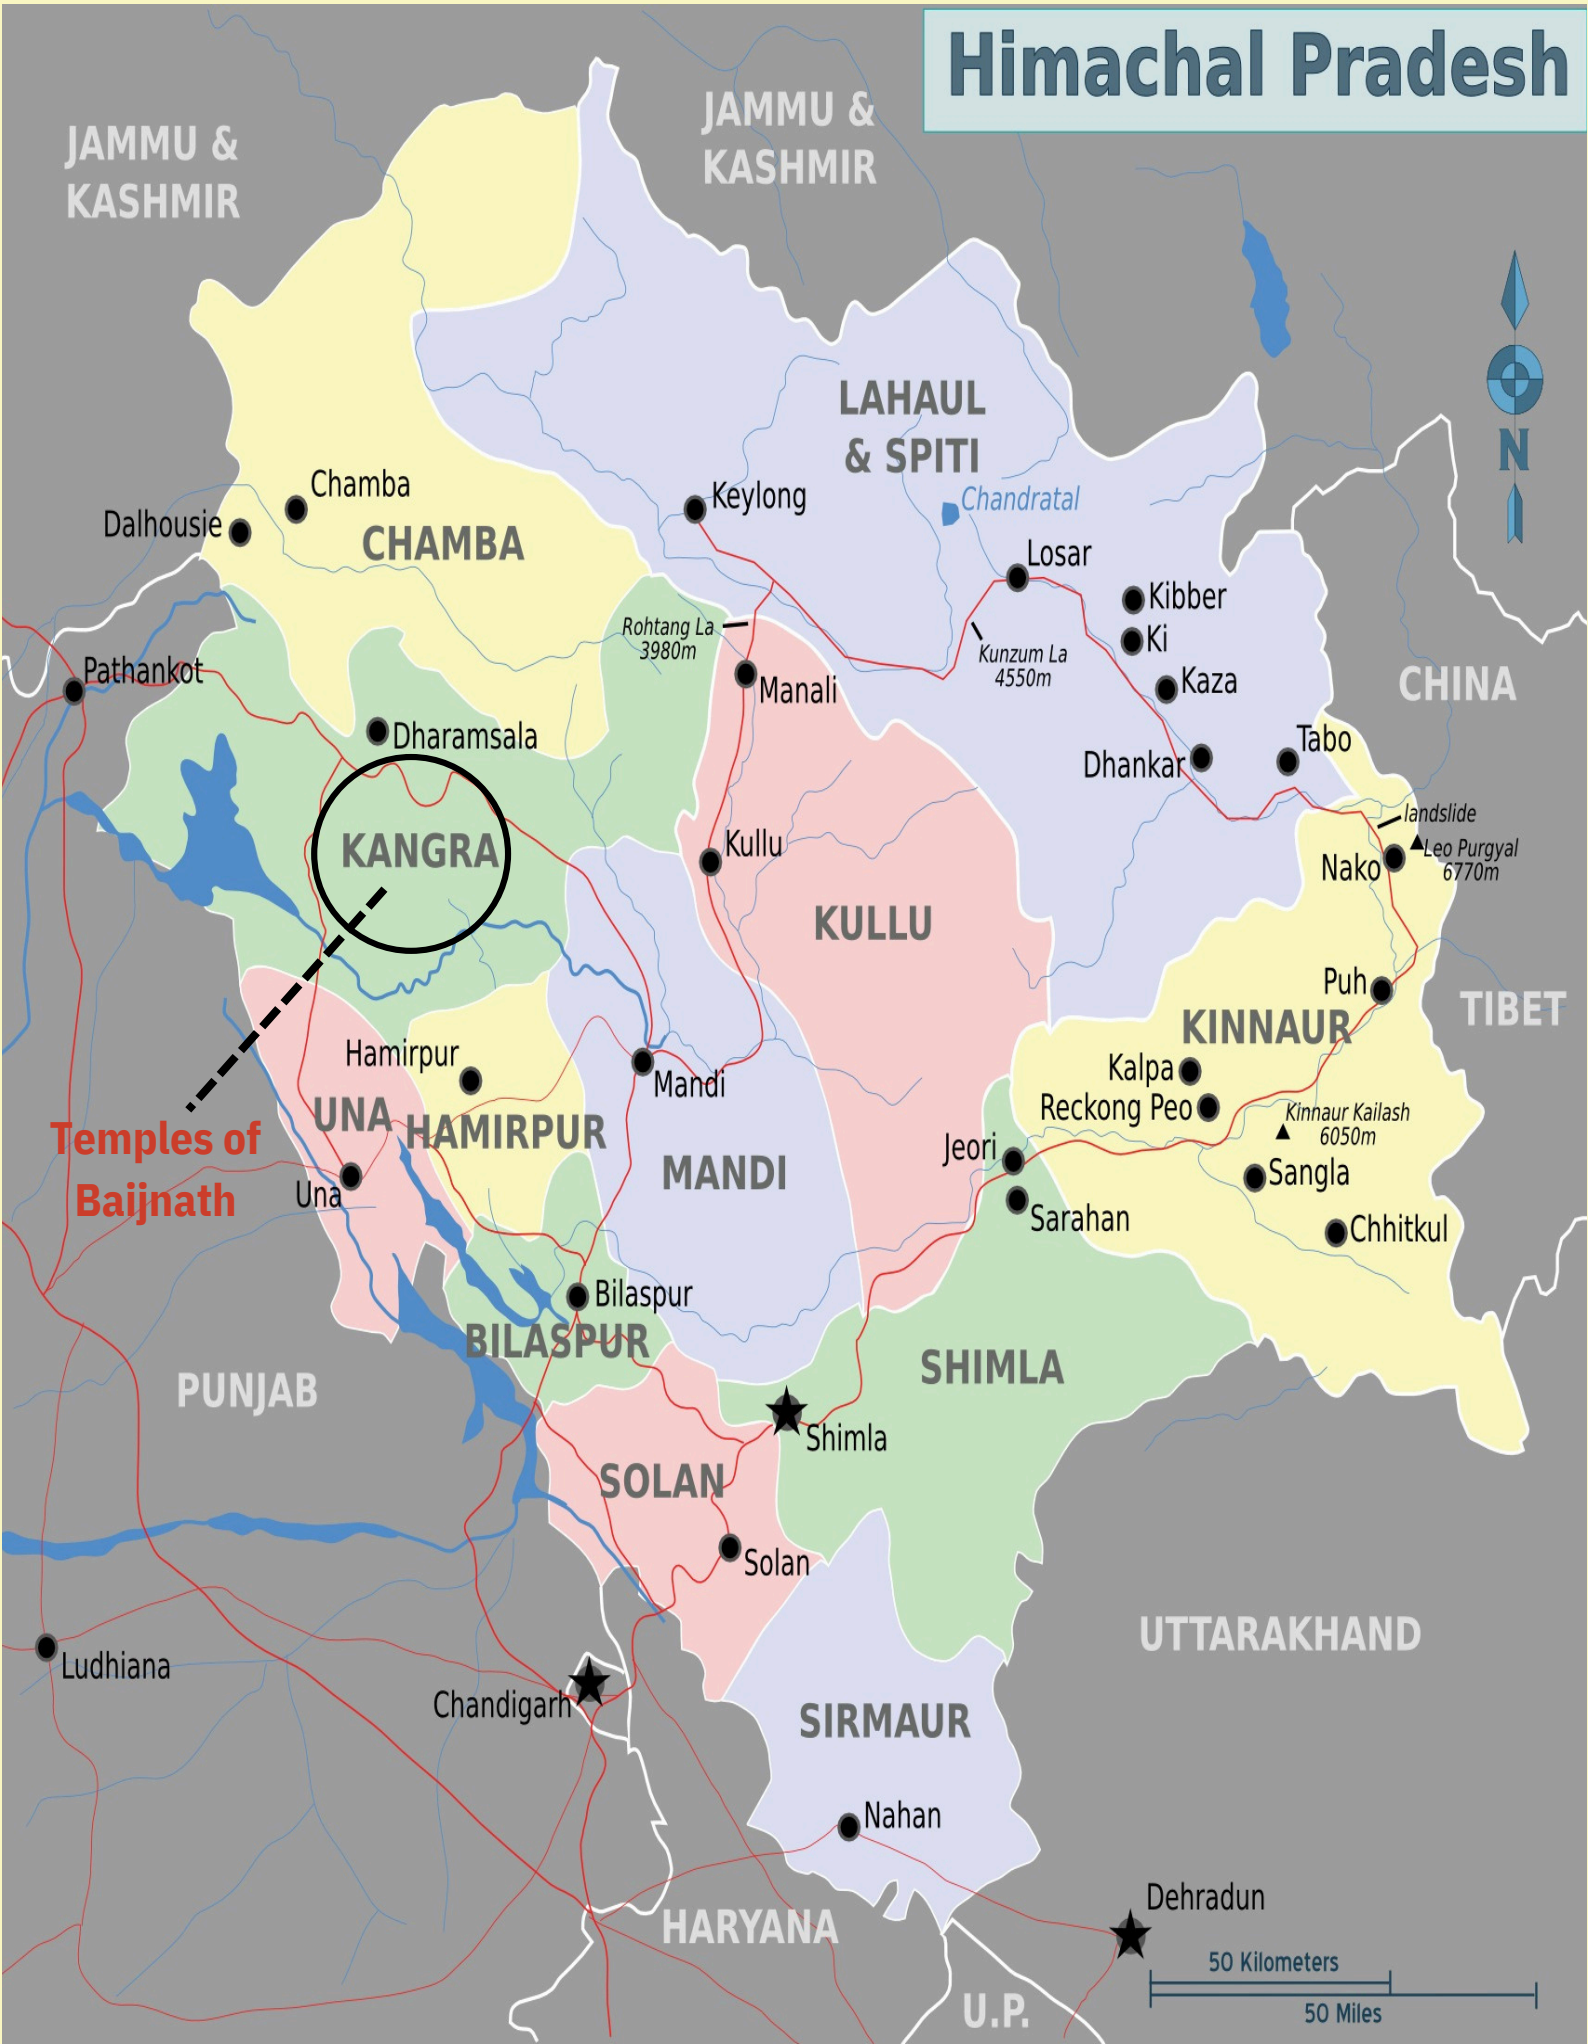 Himachal Pradesh
JAMMU &
KASHMIR
JAMMU &
KASHMIR
LAHAUL
& SPITI
Chandratal
N
Chamba
Dalhousie
CHAMBA
Keylong
Losar
Kibber
Ki
Kaza
Rohtang La
3980m
Kunzum La
4550m
CHINA
Pathankot
Manali
Dharamsala
Dhankar
Tabo
landslide
Leo Purgyal
6770m
Nako
KANGRA
Kullu
KULLU
Puh
TIBET
KINNAUR
Hamirpur
Mandi
Kalpa
Reckong Peo
Kinnaur Kailash
6050m
Temples of
Baijnath
UNA
HAMIRPUR
MANDI
Jeori
Sangla
Una
Sarahan
Chhitkul
Bilaspur
BILASPUR
PUNJAB
SHIMLA
Shimla
SOLAN
Solan
UTTARAKHAND
Ludhiana
Chandigarh
SIRMAUR
Nahan
HARYANA
Dehradun
U.P.
50 Kilometers
50 Miles